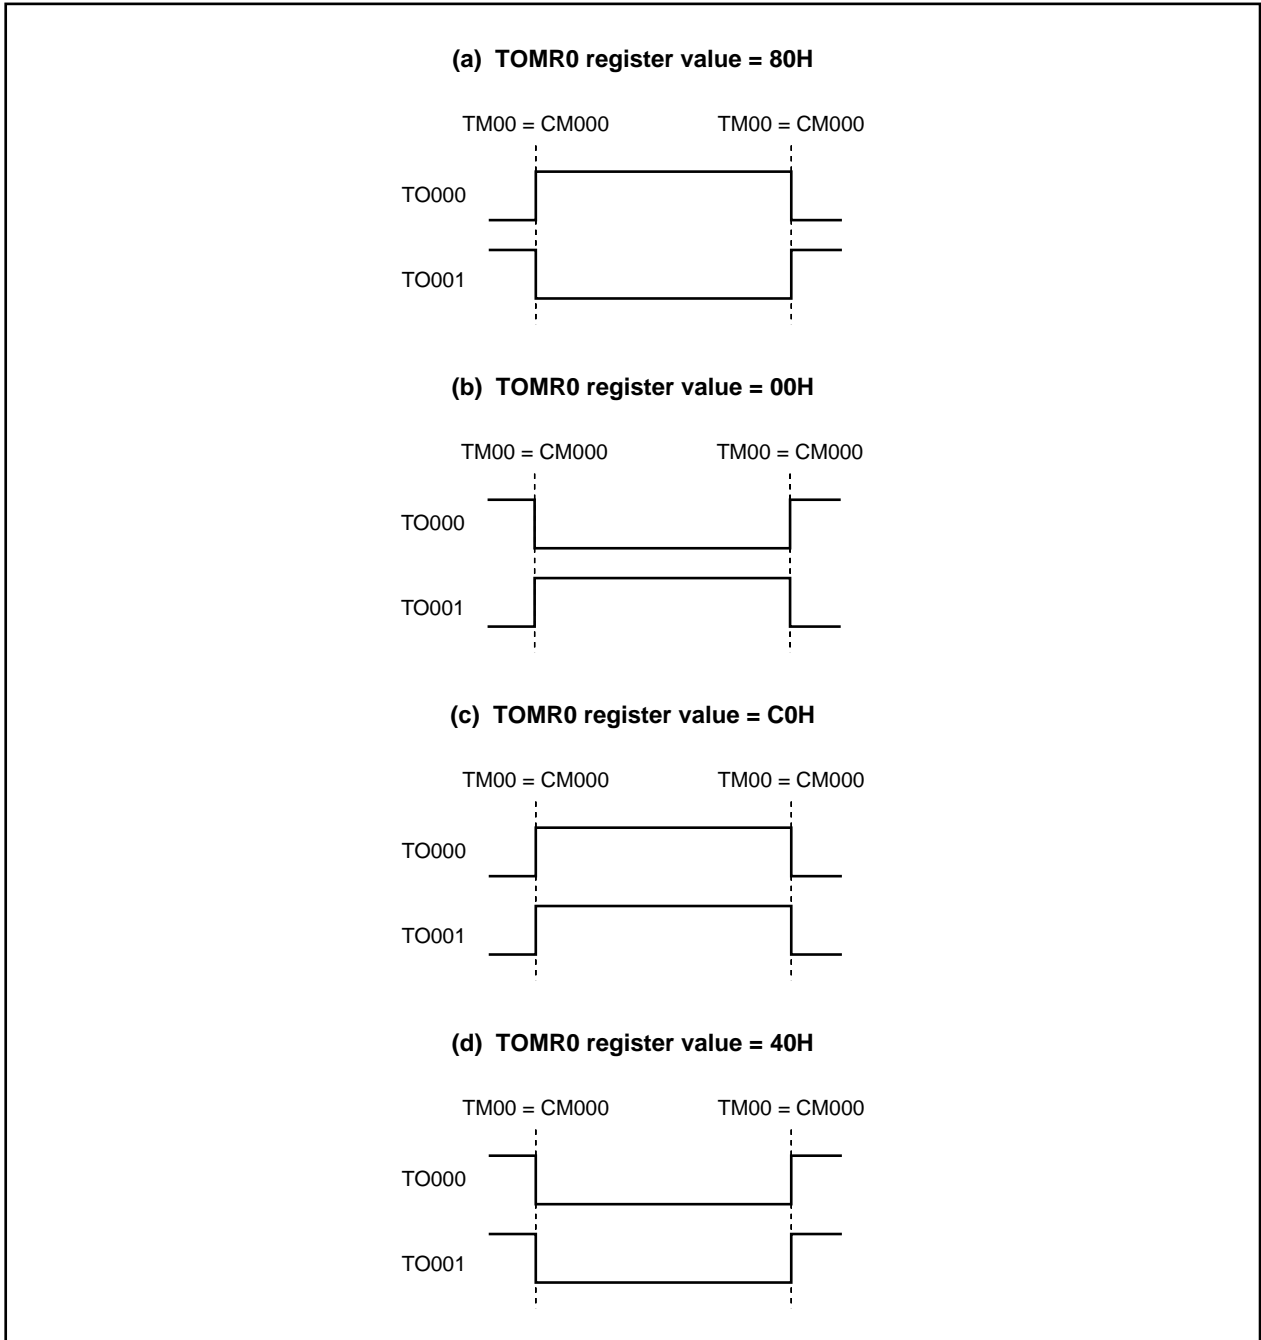 (a) TOMR0 register value = 80H
TM00 = CM000 TM00 = CM000
TO000
TO001
(b) TOMR0 register value = 00H
TM00 = CM000 TM00 = CM000
TO000
TO001
(c) TOMR0 register value = C0H
TM00 = CM000 TM00 = CM000
TO000
TO001
(d) TOMR0 register value = 40H
TM00 = CM000 TM00 = CM000
TO000
TO001